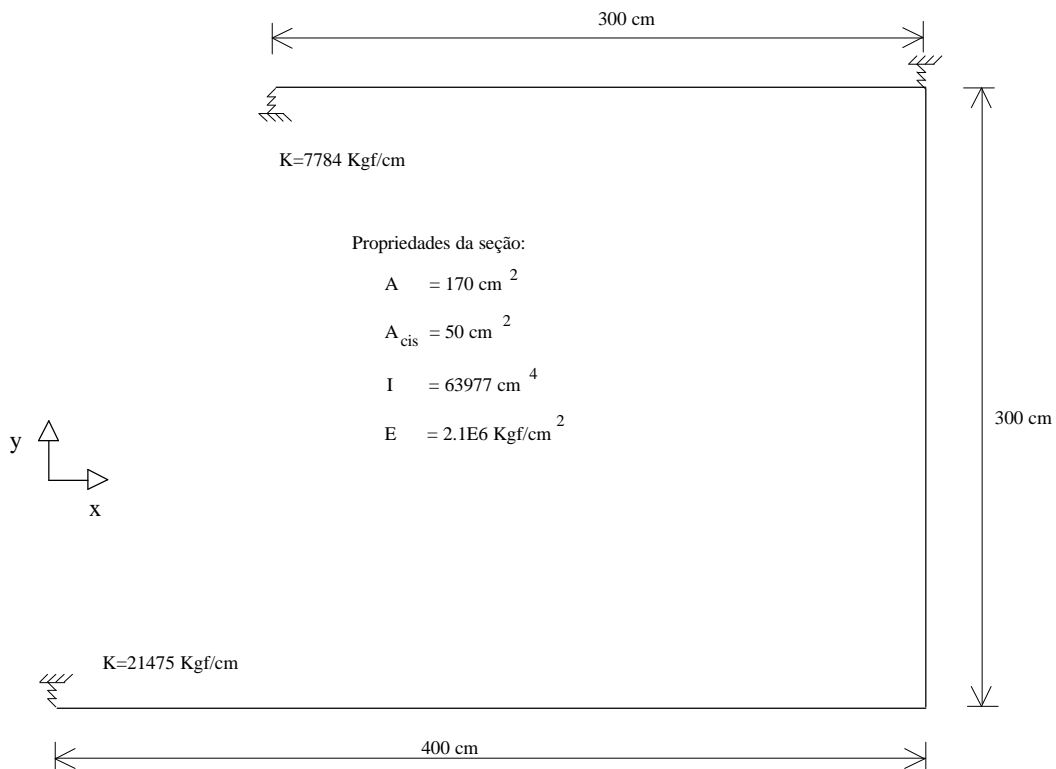 300 cm
K=7784 Kgf/cm
Propriedades da seção:
A = 170 cm 2
A cis = 50 cm 2
I = 63977 cm 4
E = 2.1E6 Kgf/cm 2
300 cm
y
x
K=21475 Kgf/cm
400 cm